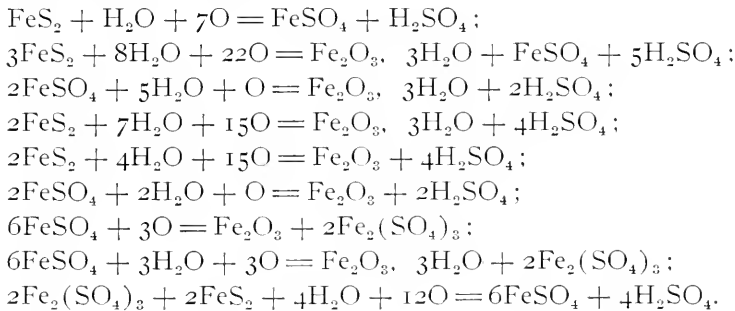 FeS₂ + H₂O + 7O = FeSO₄ + H₂SO₄;
3FeS₂ + 8H₂O + 22O = Fe₂O₃, 3H₂O + FeSO₄ + 5H₂SO₄;
2FeSO₄ + 5H₂O + O = Fe₂O₃, 3H₂O + 2H₂SO₄;
2FeS₂ + 7H₂O + 15O = Fe₂O₃, 3H₂O + 4H₂SO₄;
2FeS₂ + 4H₂O + 15O = Fe₂O₃ + 4H₂SO₄;
2FeSO₄ + 2H₂O + O = Fe₂O₃ + 2H₂SO₄;
6FeSO₄ + 3O = Fe₂O₃ + 2Fe₂(SO₄)₃;
6FeSO₄ + 3H₂O + 3O = Fe₂O₃, 3H₂O + 2Fe₂(SO₄)₃;
2Fe₂(SO₄)₃ + 2FeS₂ + 4H₂O + 12O = 6FeSO₄ + 4H₂SO₄.